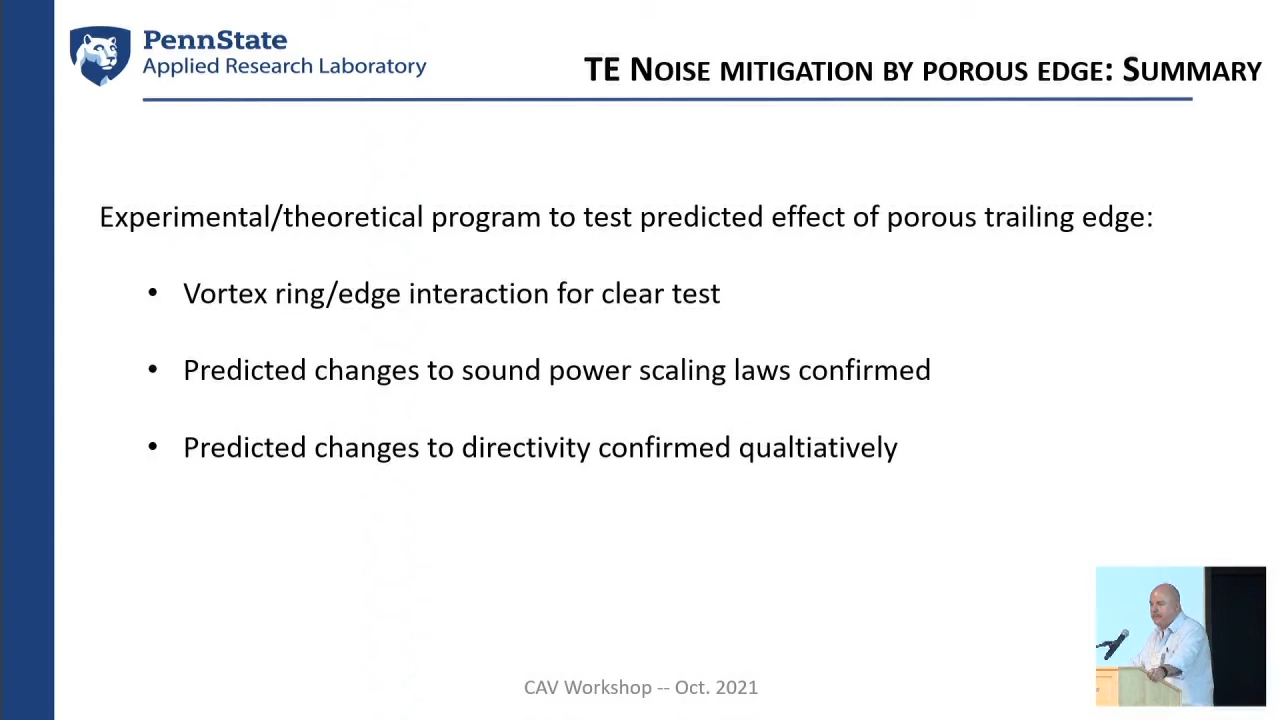 PennState
Applied Research Laboratory
TE Noise mitigation by porous edge: Summary
Experimental/theoretical program to test predicted effect of porous trailing edge:
• Vortex ring/edge interaction for clear test
• Predicted changes to sound power scaling laws confirmed
• Predicted changes to directivity confirmed qualtiatively
CAV Workshop -- Oct. 2021